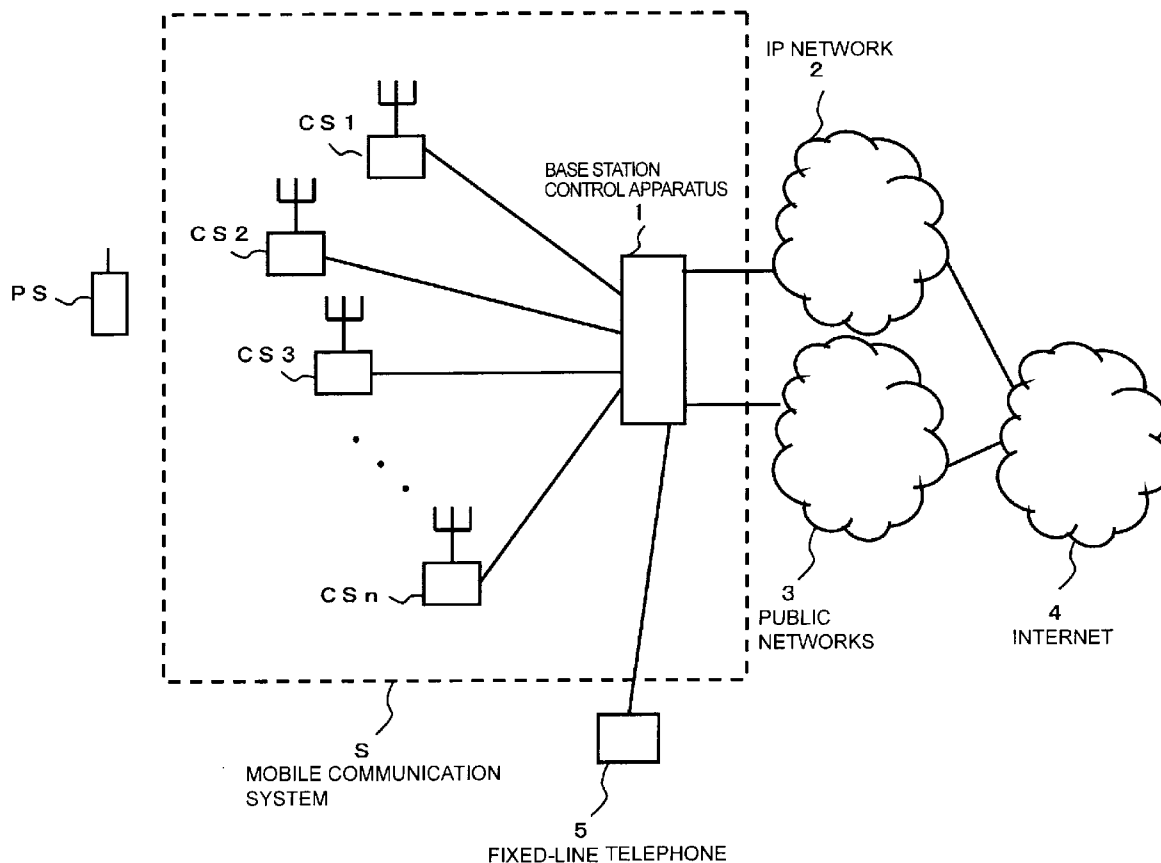 IP NETWORK
2
CS1
BASE STATION
CONTROL APPARATUS
1
CS2
PS
CS3
CSn
3
PUBLIC
NETWORKS
4
INTERNET
S
MOBILE COMMUNICATION
SYSTEM
5
FIXED-LINE TELEPHONE